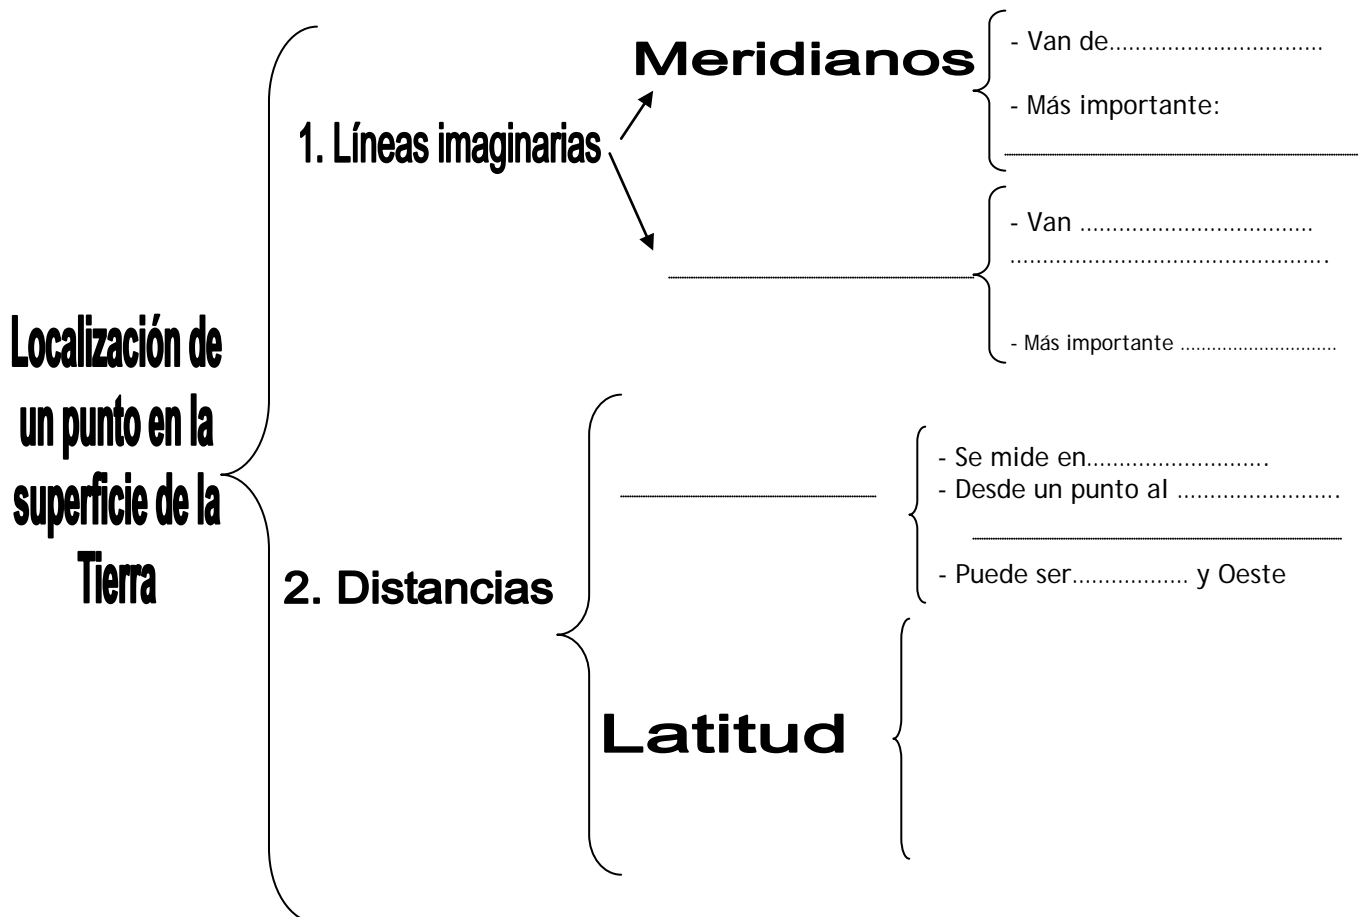 Localización de
un punto en la
superficie de la
Tierra
1. Líneas imaginarias
Meridianos
- Van de.................................
- Más importante:
- Van ....................................
.................................................
- Más importante ..............................
2. Distancias
- Se mide en............................
- Desde un punto al .........................
- Puede ser.................. y Oeste
Latitud